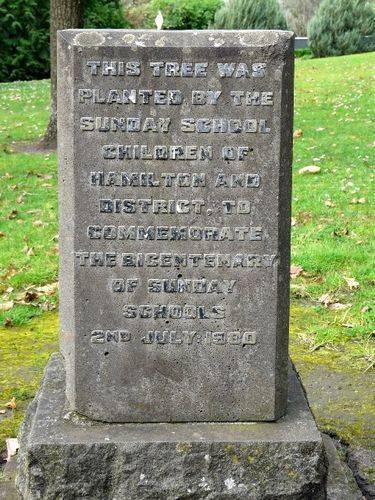 THIS TREE WAS
PLANTED BY THE
SUNDAY SCHOOL
CHILDREN OF
HAMILTON AND
DISTRICT, TO
COMMEMORATE
THE BICENTENARY
OF SUNDAY
SCHOOLS
2ND JULY 1980